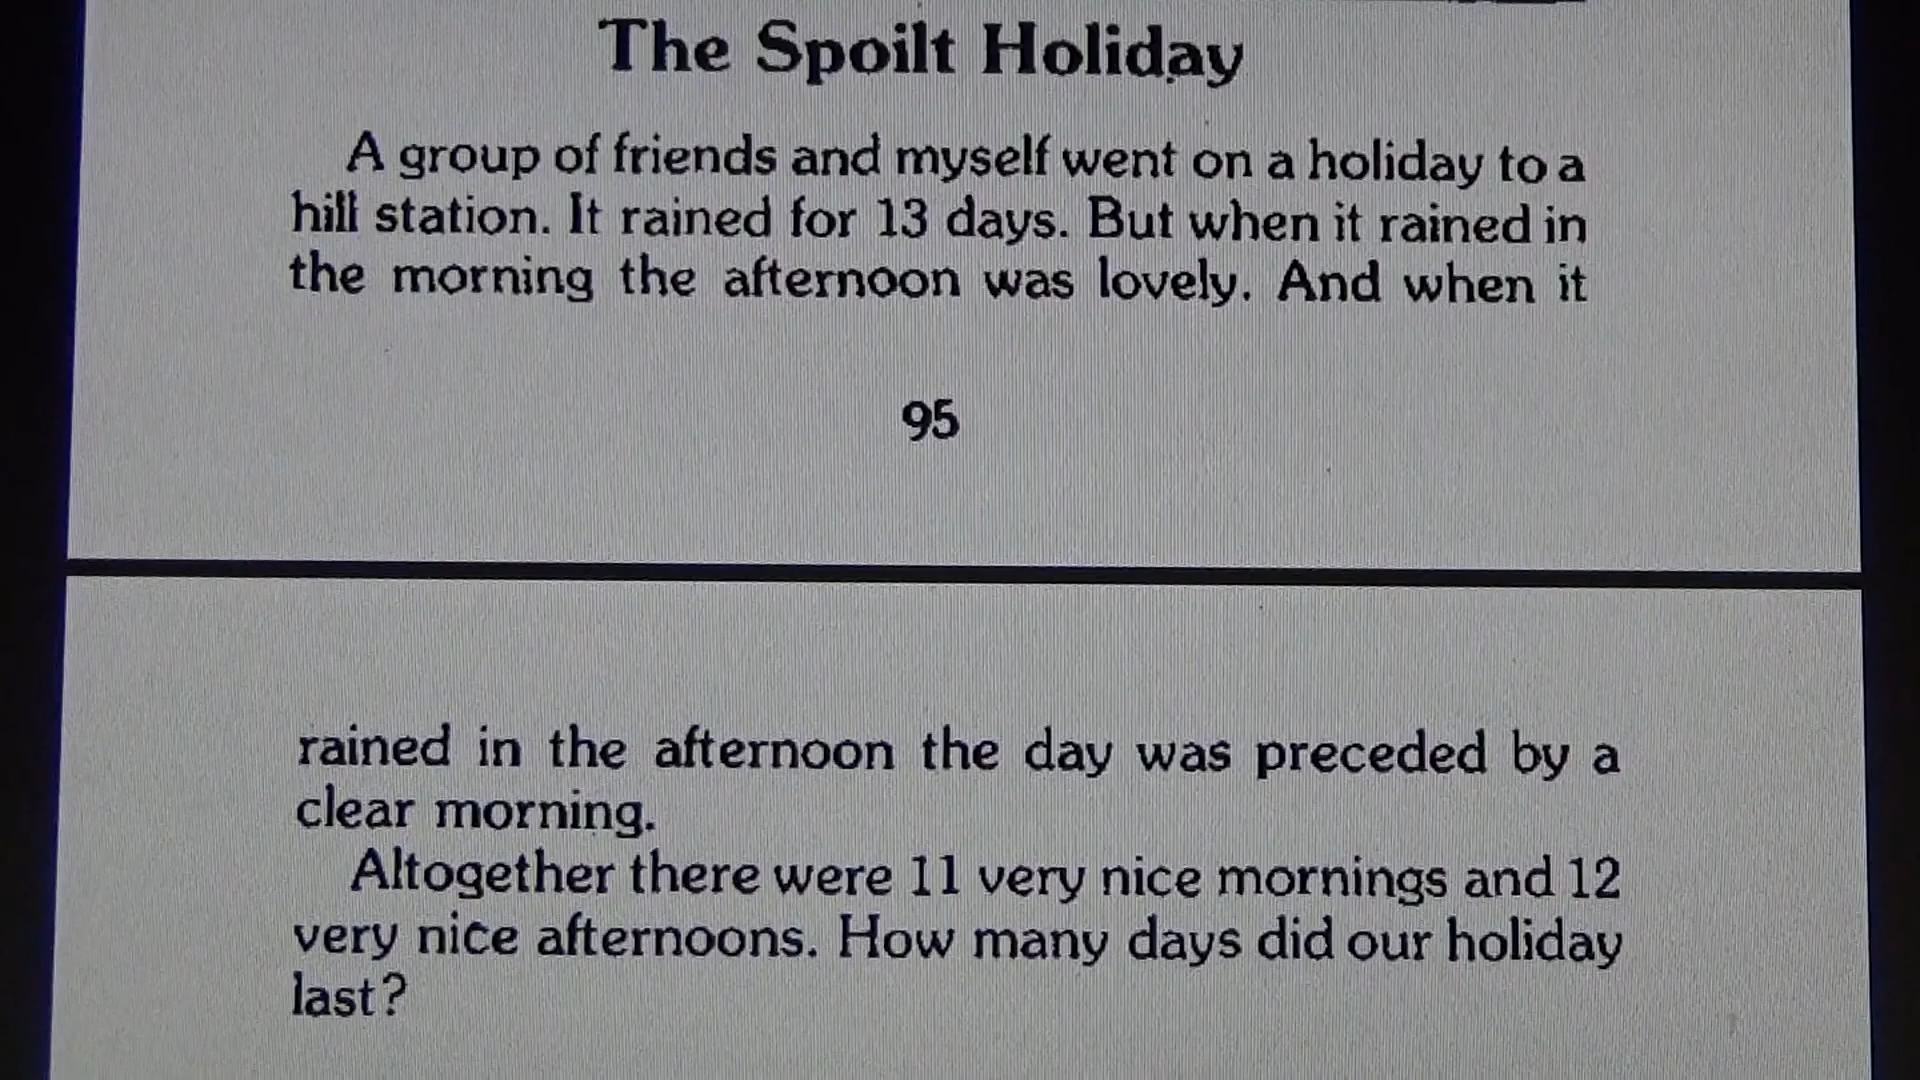 The Spoilt Holiday
A group of friends and myself went on a holiday to a
hill station. It rained for 13 days. But when it rained in
the morning the afternoon was lovely. And when it
95
rained in the afternoon the day was preceded by a
clear morning.
Altogether there were 11 very nice mornings and 12
very nice afternoons. How many days did our holiday
last?